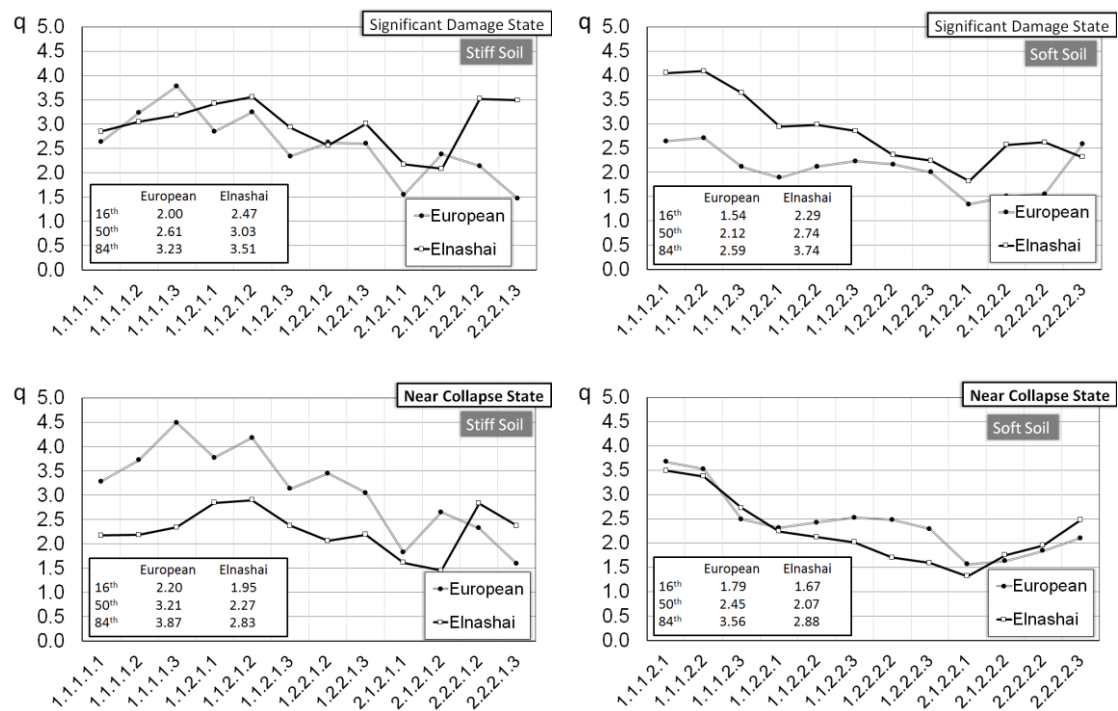 q 5.0 Significant Damage State
4.5 Stiff Soil
4.0
3.5
3.0
2.5
2.0
1.5
1.0
0.5
0.0
European Elnashai
16th 2.00 2.47
50th 2.61 3.03
84th 3.23 3.51
European
Elnashai
1.1.1.1.1 1.1.1.1.2 1.1.1.1.3 1.1.2.1.1 1.1.2.1.2 1.1.2.1.3 1.2.2.1.2 1.2.2.1.3 2.1.2.1.1 2.1.2.1.2 2.2.2.1.2 2.2.2.1.3
q 5.0 Significant Damage State
4.5 Soft Soil
4.0
3.5
3.0
2.5
2.0
1.5
1.0
0.5
0.0
European Elnashai
16th 1.54 2.29
50th 2.12 2.74
84th 2.59 3.74
European
Elnashai
1.1.1.2.1 1.1.1.2.2 1.1.1.2.3 1.1.2.2.1 1.1.2.2.2 1.1.2.2.3 1.2.2.2.2 1.2.2.2.3 2.1.2.2.1 2.1.2.2.2 2.2.2.2.2 2.2.2.2.3
q 5.0 Near Collapse State
4.5 Stiff Soil
4.0
3.5
3.0
2.5
2.0
1.5
1.0
0.5
0.0
European Elnashai
16th 2.20 1.95
50th 3.21 2.27
84th 3.87 2.83
European
Elnashai
1.1.1.1.1 1.1.1.1.2 1.1.1.1.3 1.1.2.1.1 1.1.2.1.2 1.1.2.1.3 1.2.2.1.2 1.2.2.1.3 2.1.2.1.1 2.1.2.1.2 2.2.2.1.2 2.2.2.1.3
q 5.0 Near Collapse State
4.5 Soft Soil
4.0
3.5
3.0
2.5
2.0
1.5
1.0
0.5
0.0
European Elnashai
16th 1.79 1.67
50th 2.45 2.07
84th 3.56 2.88
European
Elnashai
1.1.1.2.1 1.1.1.2.2 1.1.1.2.3 1.1.2.2.1 1.1.2.2.2 1.1.2.2.3 1.2.2.2.2 1.2.2.2.3 2.1.2.2.1 2.1.2.2.2 2.2.2.2.2 2.2.2.2.3